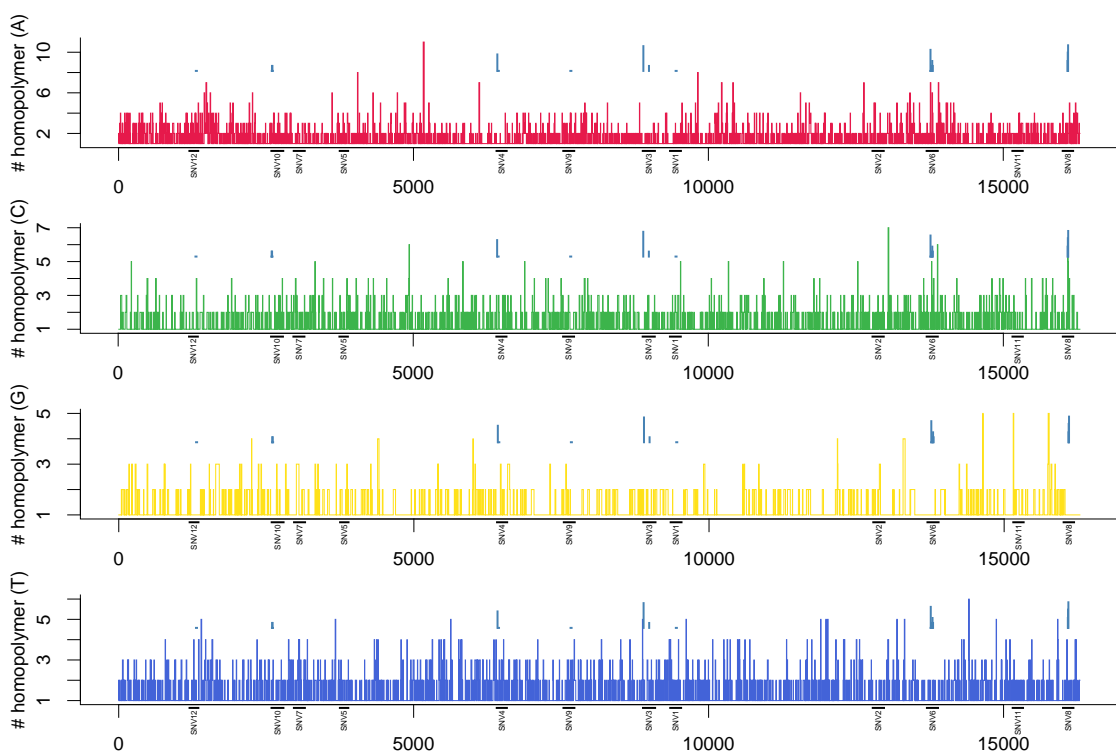 # homopolymer (A)
10
6
2
SNV12 SNV10 SNV7 SNV5 SNV4 SNV9 SNV3 SNV1 SNV2 SNV6 SNV11 SNV8
0 5000 10000 15000
# homopolymer (C)
7
5
3
1
SNV12 SNV10 SNV7 SNV5 SNV4 SNV9 SNV3 SNV1 SNV2 SNV6 SNV11 SNV8
0 5000 10000 15000
# homopolymer (G)
5
3
1
SNV12 SNV10 SNV7 SNV5 SNV4 SNV9 SNV3 SNV1 SNV2 SNV6 SNV11 SNV8
0 5000 10000 15000
# homopolymer (T)
5
3
1
SNV12 SNV10 SNV7 SNV5 SNV4 SNV9 SNV3 SNV1 SNV2 SNV6 SNV11 SNV8
0 5000 10000 15000